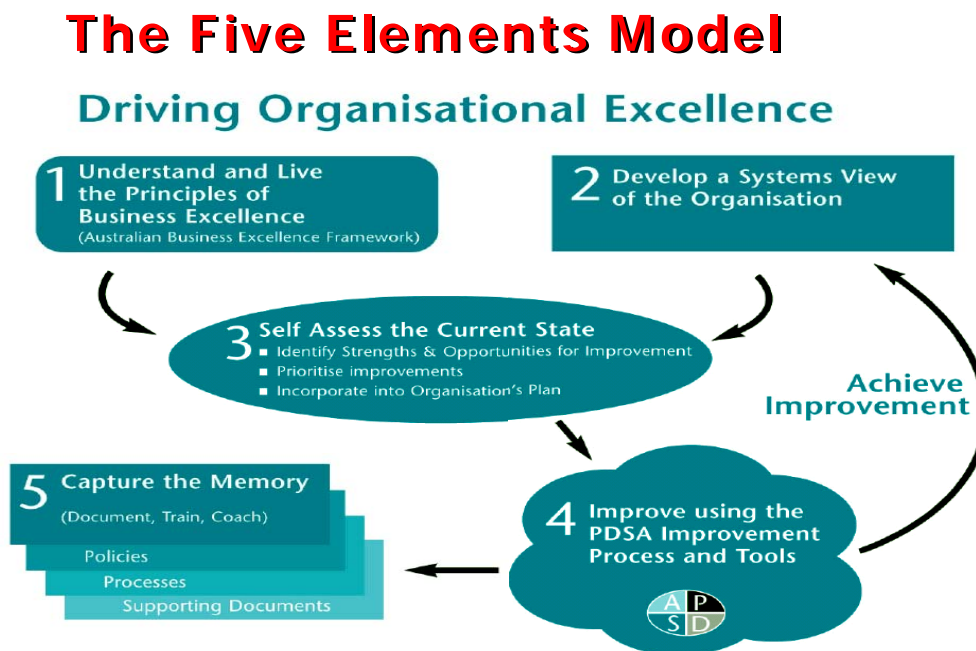 The Five Elements Model
Driving Organisational Excellence
1 Understand and Live
the Principles of
Business Excellence
(Australian Business Excellence Framework)
2 Develop a Systems View
of the Organisation
3 Self Assess the Current State
■ Identify Strengths & Opportunities for Improvement
■ Prioritise improvements
■ Incorporate into Organisation's Plan
Achieve
Improvement
4 Improve using the
PDSA Improvement
Process and Tools
A P
S D
5 Capture the Memory
(Document, Train, Coach)
Policies
Processes
Supporting Documents